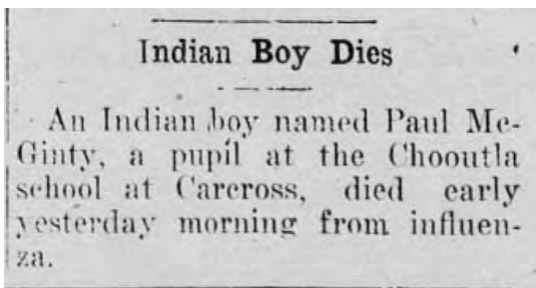 Indian Boy Dies
An Indian boy named Paul Mc-
Ginty, a pupil at the Chooutla
school at Carcross, died early
yesterday morning from influen-
za.